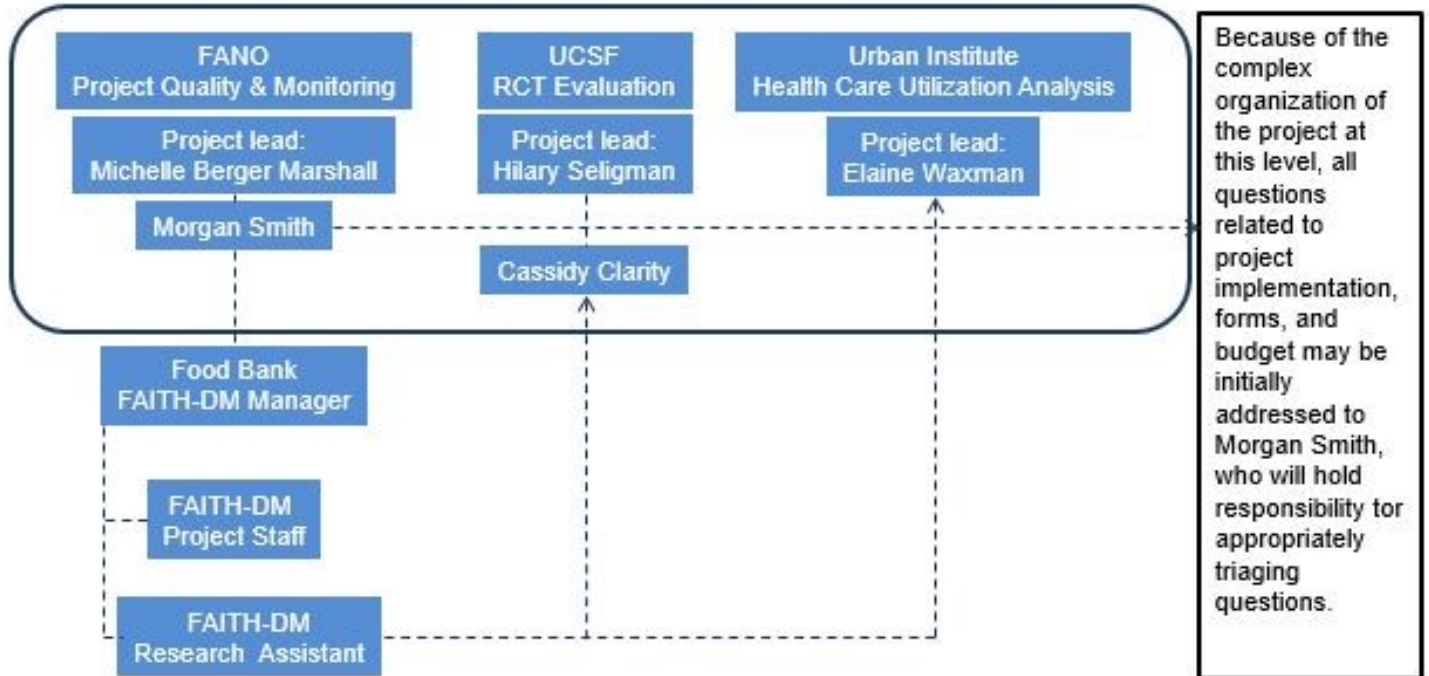 FANO
Project Quality & Monitoring
Project lead:
Michelle Berger Marshall
Morgan Smith
UCSF
RCT Evaluation
Project lead:
Hilary Seligman
Cassidy Clarity
Urban Institute
Health Care Utilization Analysis
Project lead:
Elaine Waxman
Food Bank
FAITH-DM Manager
FAITH-DM
Project Staff
FAITH-DM
Research Assistant
Because of the
complex
organization of
the project at
this level, all
questions
related to
project
implementation,
forms, and
budget may be
initially
addressed to
Morgan Smith,
who will hold
responsibility tor
appropriately
triaging
questions.